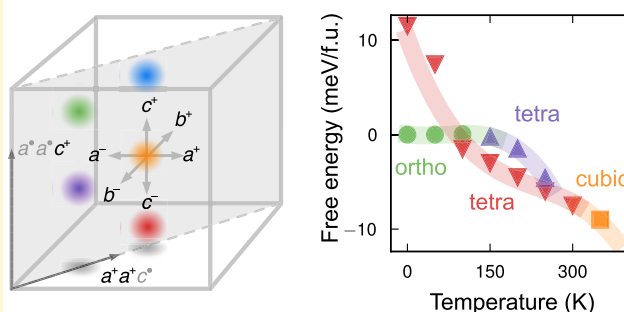 c⁺
b⁺
a⁻
a⁺
b⁻
c⁻
a•a•c⁺
a⁺a⁺c•
Free energy (meV/f.u.)
10
0
−10
0
150
300
Temperature (K)
tetra
ortho
tetra
cubic